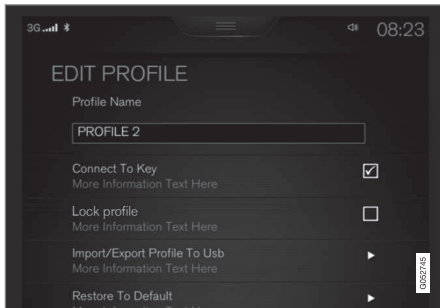 3G 08:23
EDIT PROFILE
Profile Name
PROFILE 2
Connect To Key
More Information Text Here
Lock profile
More Information Text Here
Import/Export Profile To Usb
More Information Text Here
Restore To Default
G052745